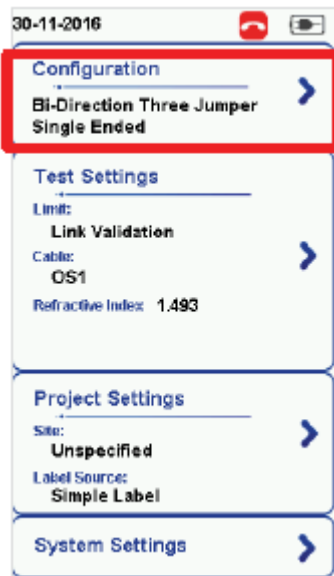 30-11-2016
Configuration
Bi-Direction Three Jumper
Single Ended
Test Settings
Limit:
Link Validation
Cable:
OS1
Refractive Index 1.493
Project Settings
Site:
Unspecified
Label Source:
Simple Label
System Settings